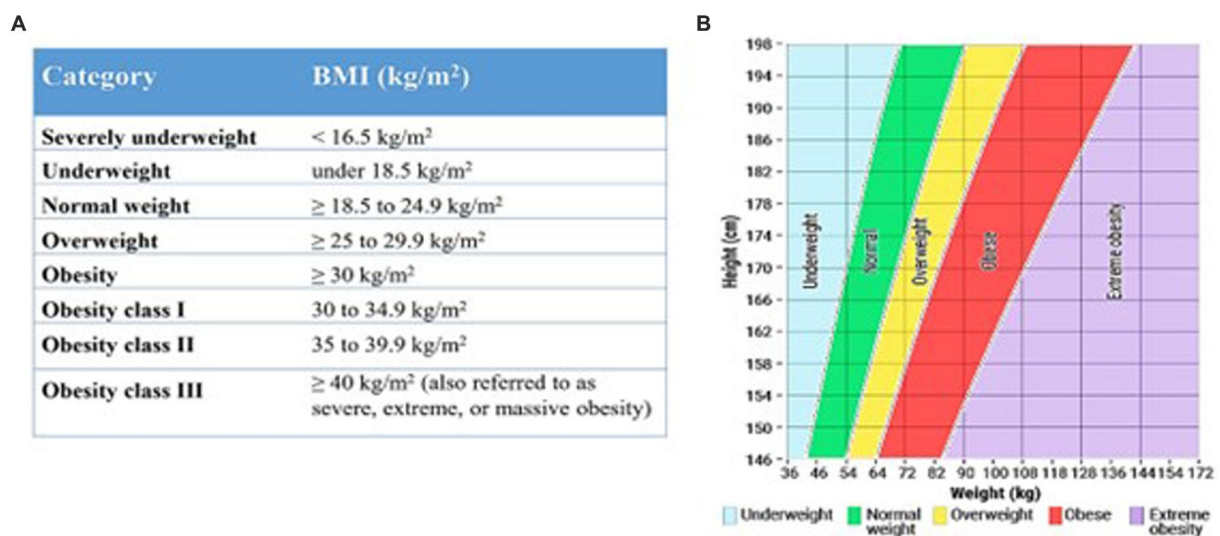 A
Category BMI (kg/m²)
Severely underweight < 16.5 kg/m²
Underweight under 18.5 kg/m²
Normal weight ≥ 18.5 to 24.9 kg/m²
Overweight ≥ 25 to 29.9 kg/m²
Obesity ≥ 30 kg/m²
Obesity class I 30 to 34.9 kg/m²
Obesity class II 35 to 39.9 kg/m²
Obesity class III ≥ 40 kg/m² (also referred to as
severe, extreme, or massive obesity)
B
198
194
190
186
182
178
174
170
166
162
158
154
150
146
Height (cm)
Underweight
Normal
Overweight
Obese
Extreme obesity
36 46 54 64 72 82 90 100 108 118 128 136 144 154 162 172
Weight (kg)
Underweight Normal weight Overweight Obese Extreme obesity